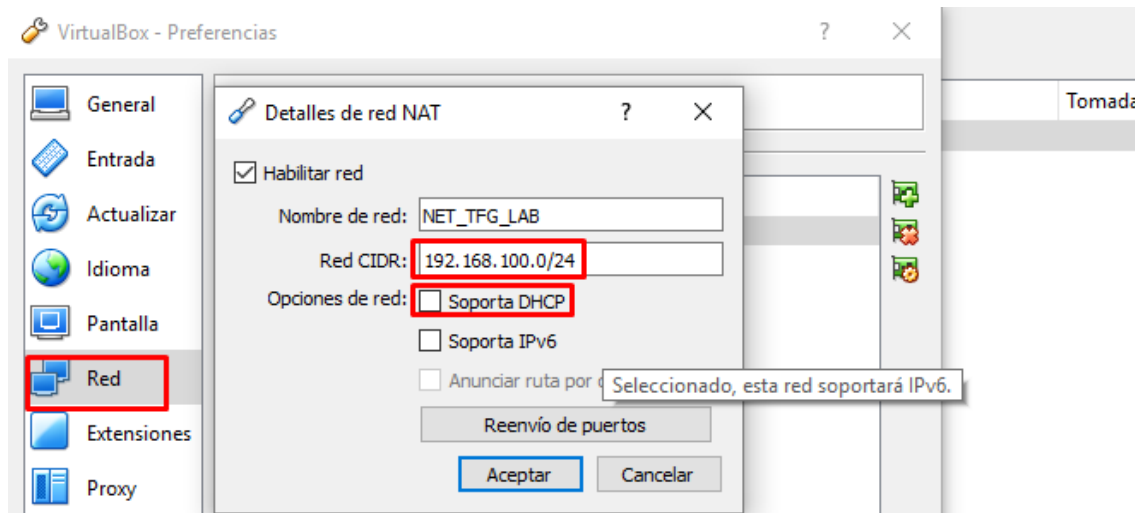 VirtualBox - Preferencias
?
General
Entrada
Actualizar
Idioma
Pantalla
Red
Extensiones
Proxy
Detalles de red NAT
?
Habilitar red
Nombre de red: NET_TFG_LAB
Red CIDR: 192.168.100.0/24
Opciones de red: Soporta DHCP
Soporta IPv6
Anunciar ruta por
Seleccionado, esta red soportará IPv6.
Reenvío de puertos
Aceptar Cancelar
Tomada